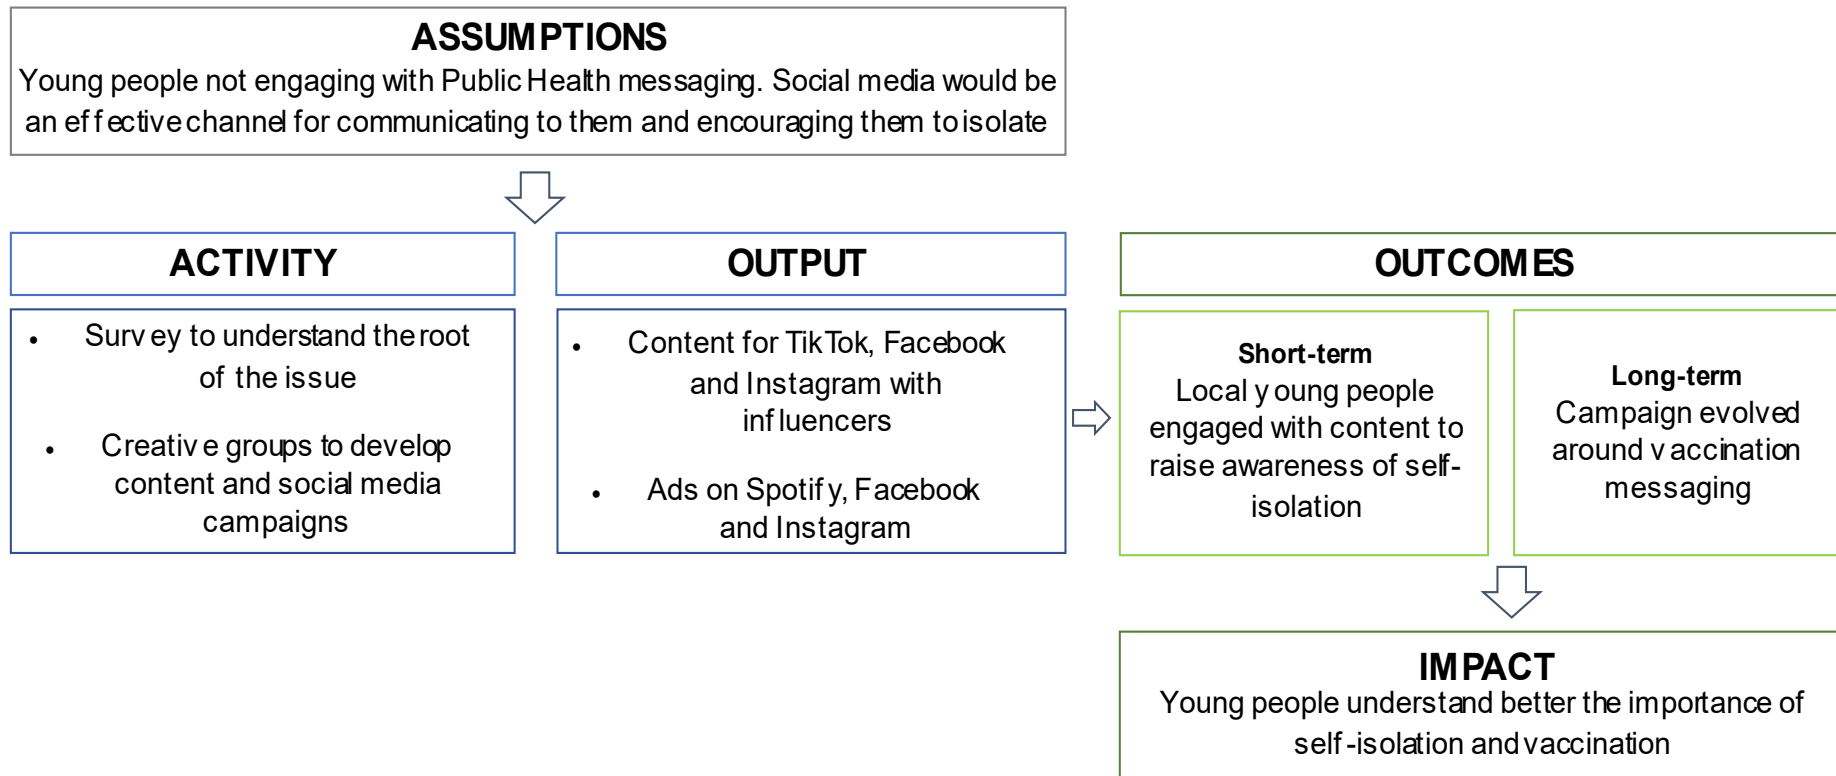 ASSUMPTIONS
Young people not engaging with Public Health messaging. Social media would be
an effective channel for communicating to them and encouraging them to isolate
ACTIVITY
• Survey to understand the root
of the issue
• Creative groups to develop
content and social media
campaigns
OUTPUT
• Content for TikTok, Facebook
and Instagram with
influencers
• Ads on Spotify, Facebook
and Instagram
OUTCOMES
Short-term
Local young people
engaged with content to
raise awareness of self-
isolation
Long-term
Campaign evolved
around vaccination
messaging
IMPACT
Young people understand better the importance of
self-isolation and vaccination